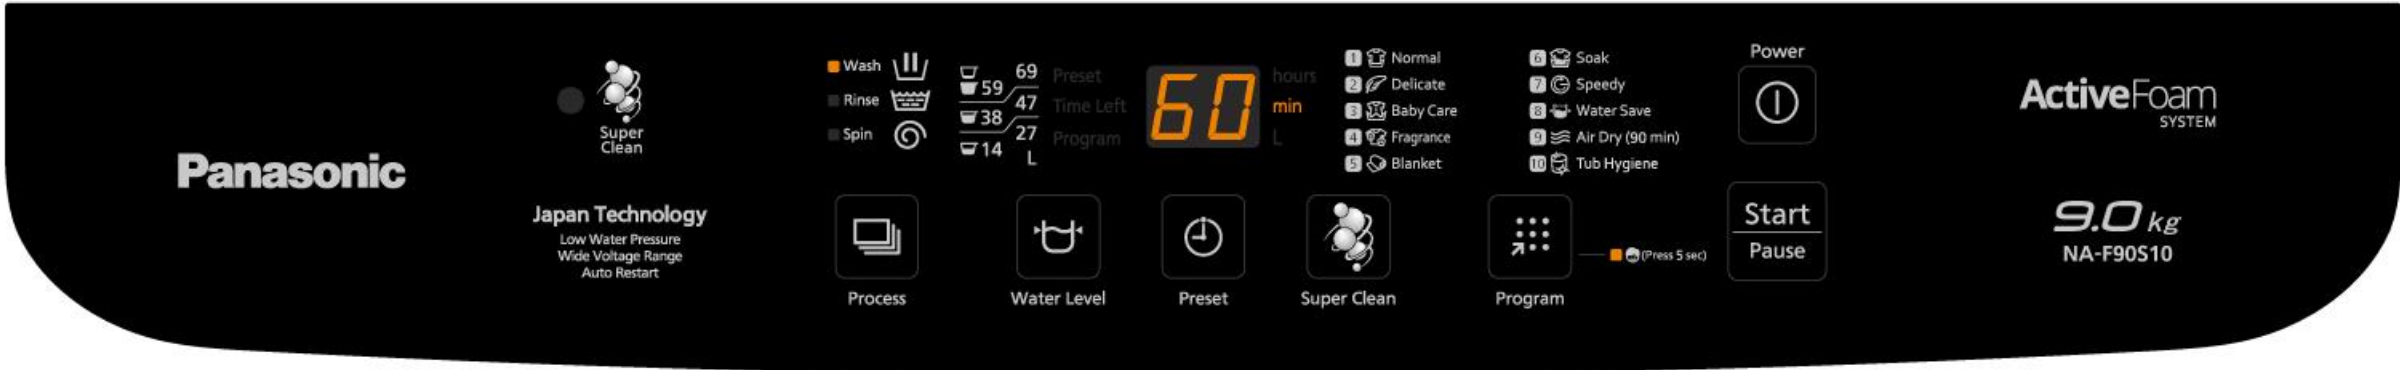 Panasonic
Super
Clean
Japan Technology
Low Water Pressure
Wide Voltage Range
Auto Restart
Wash
Rinse
Spin
69
59
47
38
27
14
L
Preset
Time Left
Program
60
hours
min
L
1 Normal
2 Delicate
3 Baby Care
4 Fragrance
5 Blanket
6 Soak
7 Speedy
8 Water Save
9 Air Dry (90 min)
10 Tub Hygiene
Process
Water Level
Preset
Super Clean
Program
(Press 5 sec)
Power
Start
Pause
ActiveFoam
SYSTEM
9.0 kg
NA-F90S10